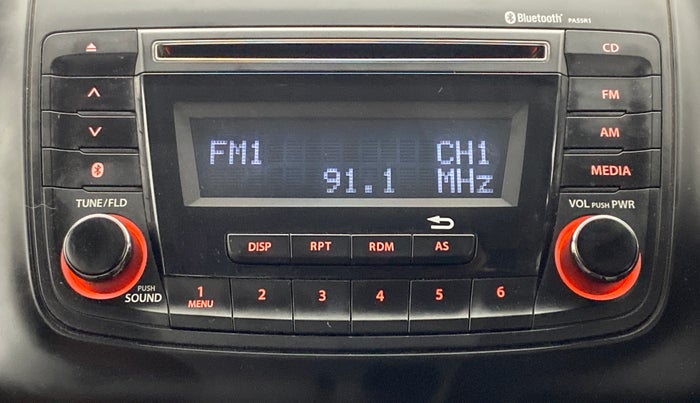 Bluetooth PASSR1
CD
FM
AM
MEDIA
FM1 CH1
91.1 MHz
TUNE/FLD
VOL PUSH PWR
DISP RPT RDM AS
PUSH
SOUND
1 2 3 4 5 6
MENU